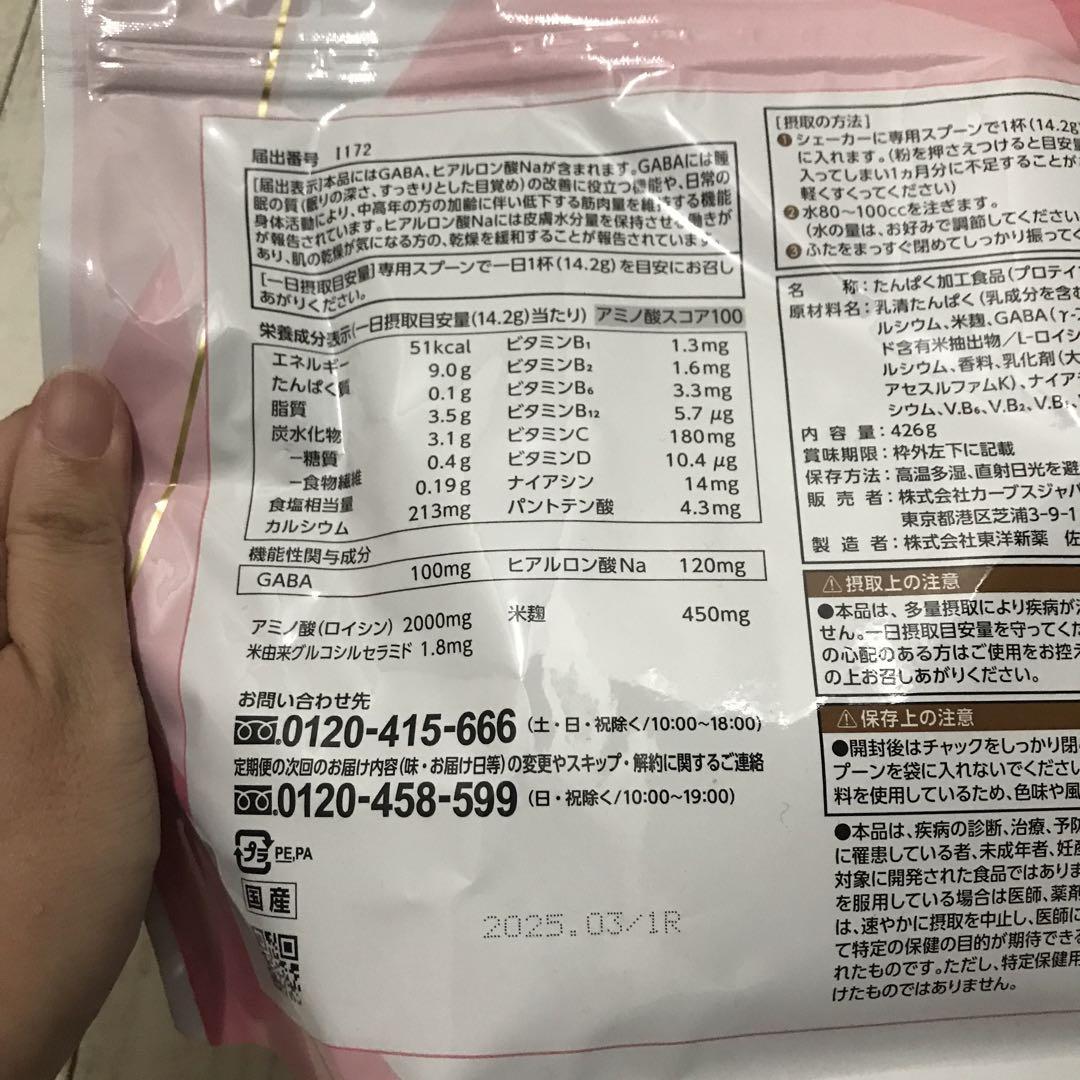 届出番号 I172
[届出表示]本品にはGABA、ヒアルロン酸Naが含まれます。GABAには睡
眠の質(眠りの深さ、すっきりとした目覚め)の改善に役立つ機能や、日常の
身体活動により、中高年の方の加齢に伴い低下する筋肉量を維持する機能
が報告されています。ヒアルロン酸Naには皮膚水分量を保持させる働きが
あり、肌の乾燥が気になる方の、乾燥を緩和することが報告されています。
[一日摂取目安量]専用スプーンで一日1杯(14.2g)を目安にお召し
あがりください。
栄養成分表示(一日摂取目安量(14.2g)当たり) アミノ酸スコア100
エネルギー 51kcal ビタミンB₁ 1.3mg
たんぱく質 9.0g ビタミンB₂ 1.6mg
脂質 0.1g ビタミンB₆ 3.3mg
炭水化物 3.5g ビタミンB₁₂ 5.7μg
−糖質 3.1g ビタミンC 180mg
−食物繊維 0.4g ビタミンD 10.4μg
食塩相当量 0.19g ナイアシン 14mg
カルシウム 213mg パントテン酸 4.3mg
機能性関与成分
GABA 100mg ヒアルロン酸Na 120mg
アミノ酸(ロイシン) 2000mg 米麹 450mg
米由来グルコシルセラミド 1.8mg
お問い合わせ先
0120-415-666 (土・日・祝除く/10:00~18:00)
定期便の次回のお届け内容(味・お届け日等)の変更やスキップ・解約に関するご連絡
0120-458-599 (日・祝除く/10:00~19:00)
プラ PE,PA
国産
2025.03/1R
[摂取の方法]
❶シェーカーに専用スプーンで1杯(14.2g
に入れます。(粉を押さえつけると目安量
入ってしまい1ヵ月分に不足することが
軽くすくってください)
❷水80~100ccを注ぎます。
(水の量は、お好みで調節してください
❸ふたをまっすぐ閉めてしっかり振ってく
名 称:たんぱく加工食品(プロテイン
原材料名:乳清たんぱく(乳成分を含む
ルシウム、米麹、GABA(γ-ア
ド含有米抽出物/L-ロイシ
ルシウム、香料、乳化剤(大
アセスルファムK)、ナイア
シウム、V.B₆、V.B₂、V.B₁、
内容量:426g
賞味期限:枠外左下に記載
保存方法:高温多湿、直射日光を避
販売者:株式会社カーブスジャパ
東京都港区芝浦3-9-1
製造者:株式会社東洋新薬 佐
⚠摂取上の注意
●本品は、多量摂取により疾病が
せん。一日摂取目安量を守ってくだ
の心配のある方はご使用をお控え
の上お召しあがりください。
⚠保存上の注意
●開封後はチャックをしっかり閉
プーンを袋に入れないでください
料を使用しているため、色味や風
●本品は、疾病の診断、治療、予防
に罹患している者、未成年者、妊産
対象に開発された食品ではありま
を服用している場合は医師、薬剤
は、速やかに摂取を中止し、医師に
て特定の保健の目的が期待できる
れたものです。ただし、特定保健用
けたものではありません。